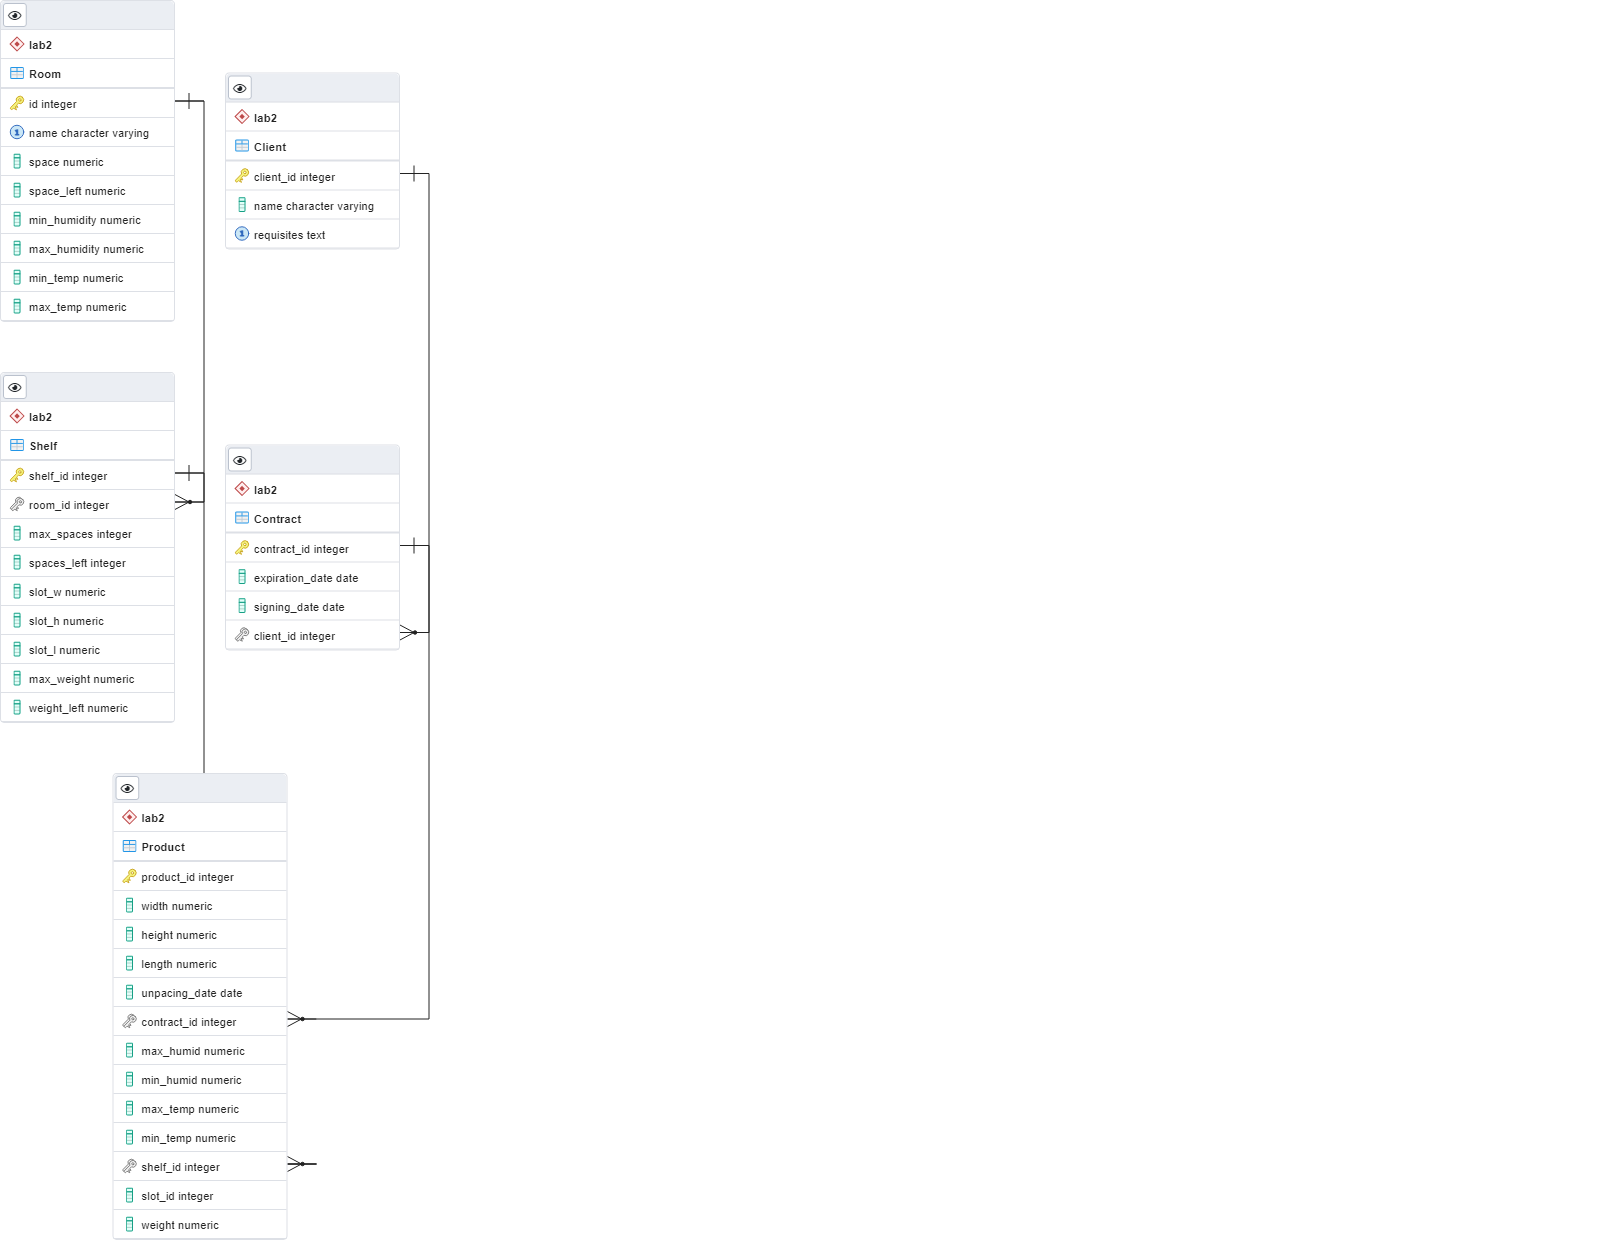 lab2
Room
id integer
name character varying
space numeric
space_left numeric
min_humidity numeric
max_humidity numeric
min_temp numeric
max_temp numeric
lab2
Client
client_id integer
name character varying
requisites text
lab2
Shelf
shelf_id integer
room_id integer
max_spaces integer
spaces_left integer
slot_w numeric
slot_h numeric
slot_l numeric
max_weight numeric
weight_left numeric
lab2
Contract
contract_id integer
expiration_date date
signing_date date
client_id integer
lab2
Product
product_id integer
width numeric
height numeric
length numeric
unpacing_date date
contract_id integer
max_humid numeric
min_humid numeric
max_temp numeric
min_temp numeric
shelf_id integer
slot_id integer
weight numeric